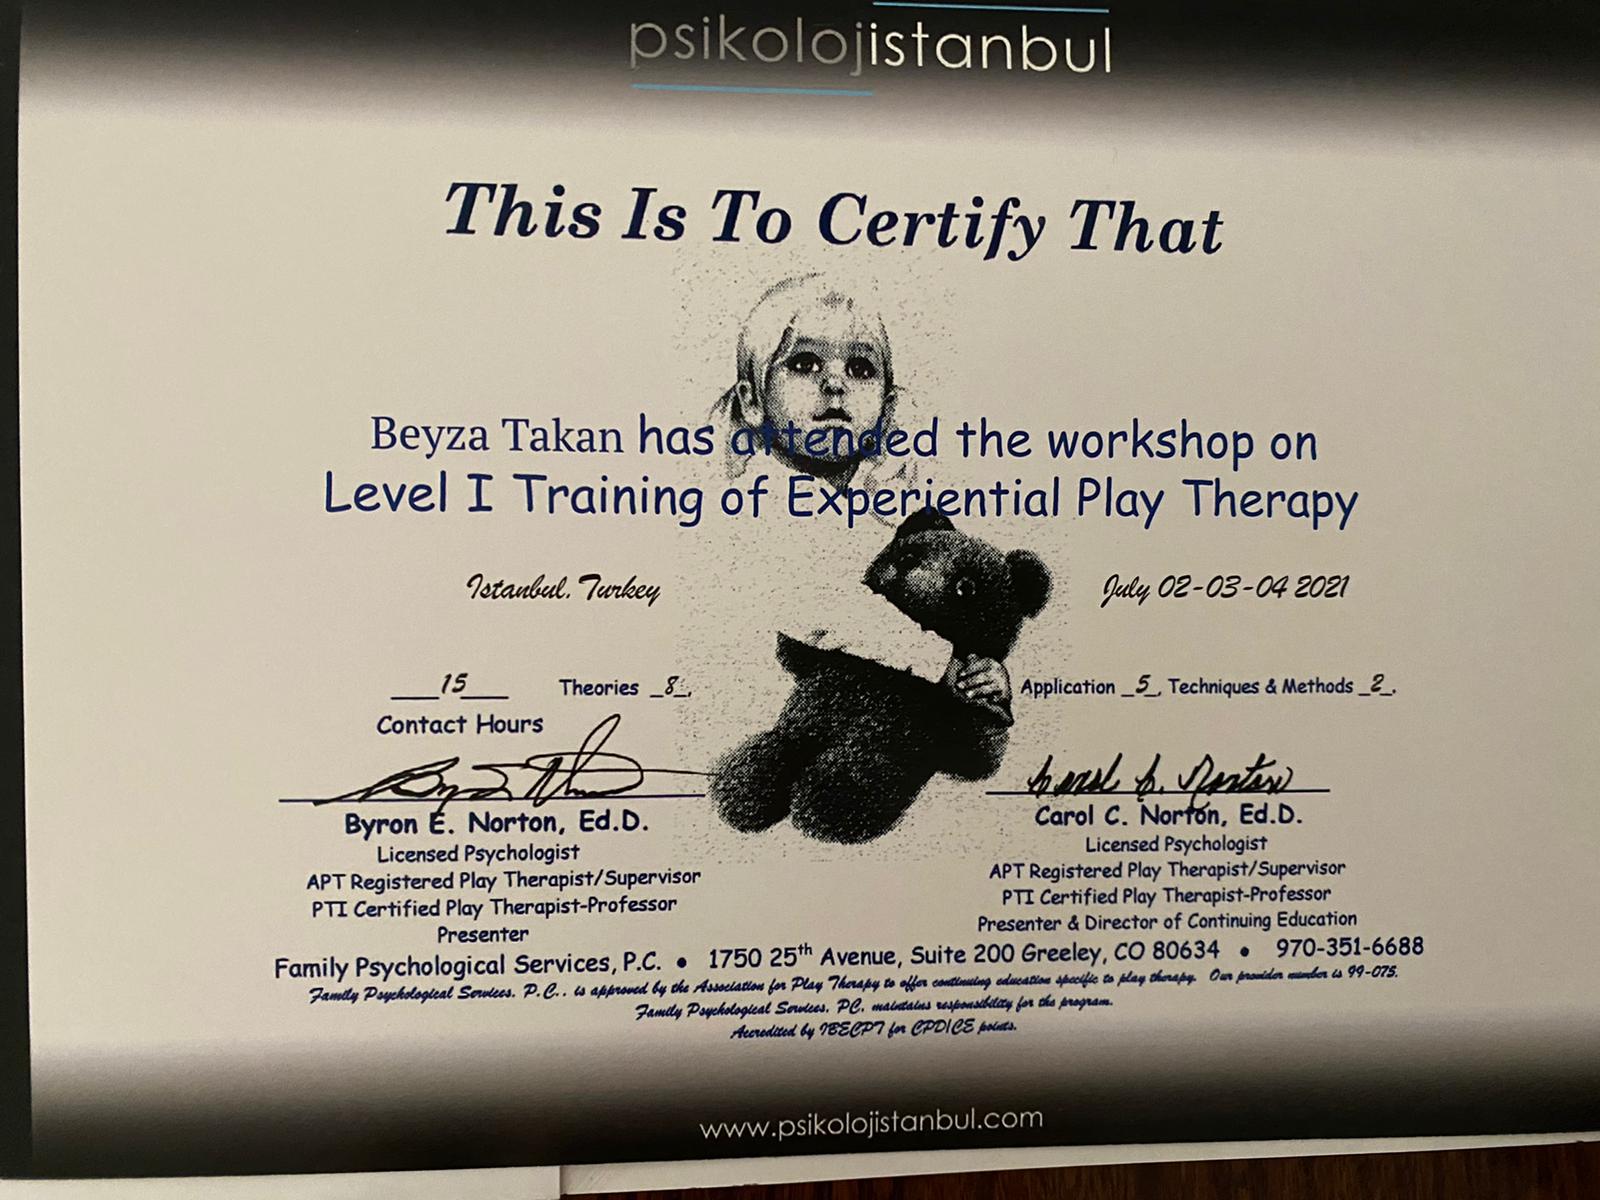 psikolojistanbul
This Is To Certify That
Beyza Takan has attended the workshop on
Level I Training of Experiential Play Therapy
Istanbul, Turkey
July 02-03-04 2021
15 Theories 8, Application 5, Techniques & Methods 2.
Contact Hours
Byron E. Norton, Ed.D.
Licensed Psychologist
APT Registered Play Therapist/Supervisor
PTI Certified Play Therapist-Professor
Presenter
Carol C. Norton
Carol C. Norton, Ed.D.
Licensed Psychologist
APT Registered Play Therapist/Supervisor
PTI Certified Play Therapist-Professor
Presenter & Director of Continuing Education
Family Psychological Services, P.C. • 1750 25th Avenue, Suite 200 Greeley, CO 80634 • 970-351-6688
Family Psychological Services, P.C., is approved by the Association for Play Therapy to offer continuing education specific to play therapy. Our provider number is 99-075.
Family Psychological Services, PC, maintains responsibility for the program.
Accredited by IBECPT for CPD/CE points.
www.psikolojistanbul.com